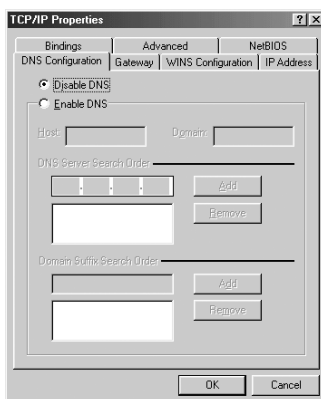 TCP/IP Properties
Bindings Advanced NetBIOS
DNS Configuration Gateway WINS Configuration IP Address
Disable DNS
Enable DNS
Host: Domain:
DNS Server Search Order
Add
Remove
Domain Suffix Search Order
Add
Remove
OK Cancel